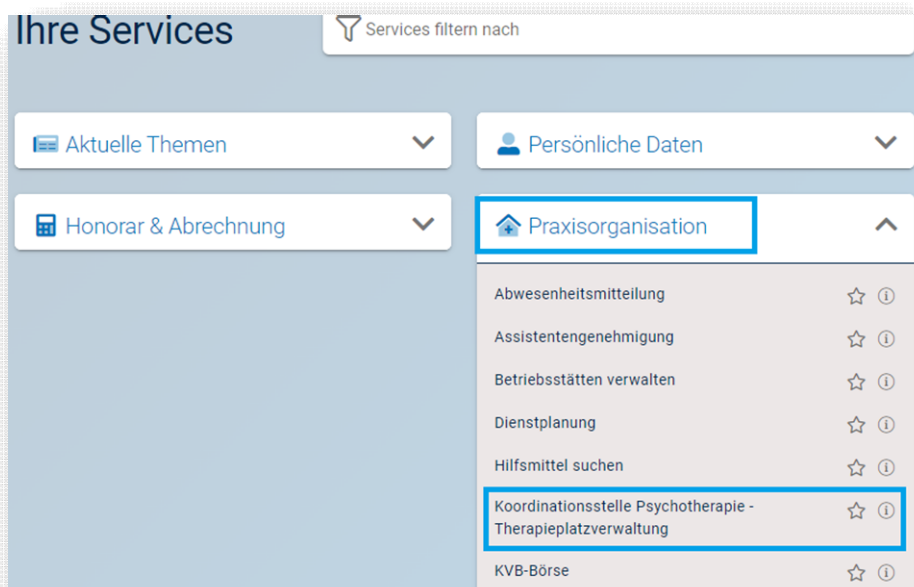 Ihre Services
Services filtern nach
Aktuelle Themen
Persönliche Daten
Honorar & Abrechnung
Praxisorganisation
Abwesenheitsmitteilung
Assistentengenehmigung
Betriebsstätten verwalten
Dienstplanung
Hilfsmittel suchen
Koordinationsstelle Psychotherapie -
Therapieplatzverwaltung
KVB-Börse